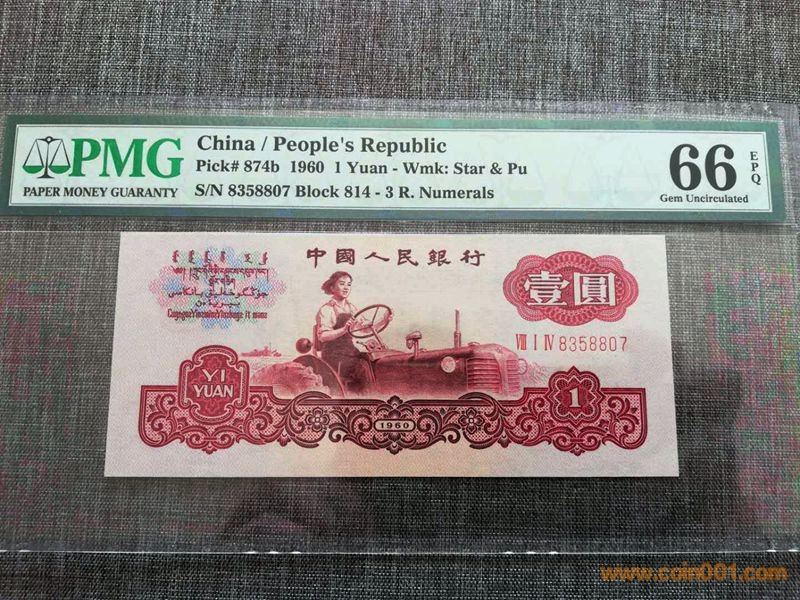 PMG
PAPER MONEY GUARANTY
China / People's Republic
Pick# 874b 1960 1 Yuan - Wmk: Star & Pu
S/N 8358807 Block 814 - 3 R. Numerals
66
EPQ
Gem Uncirculated
中國人民銀行
壹圓
Ⅷ Ⅰ Ⅳ 8358807
YI
YUAN
1
1960
www.coin001.com